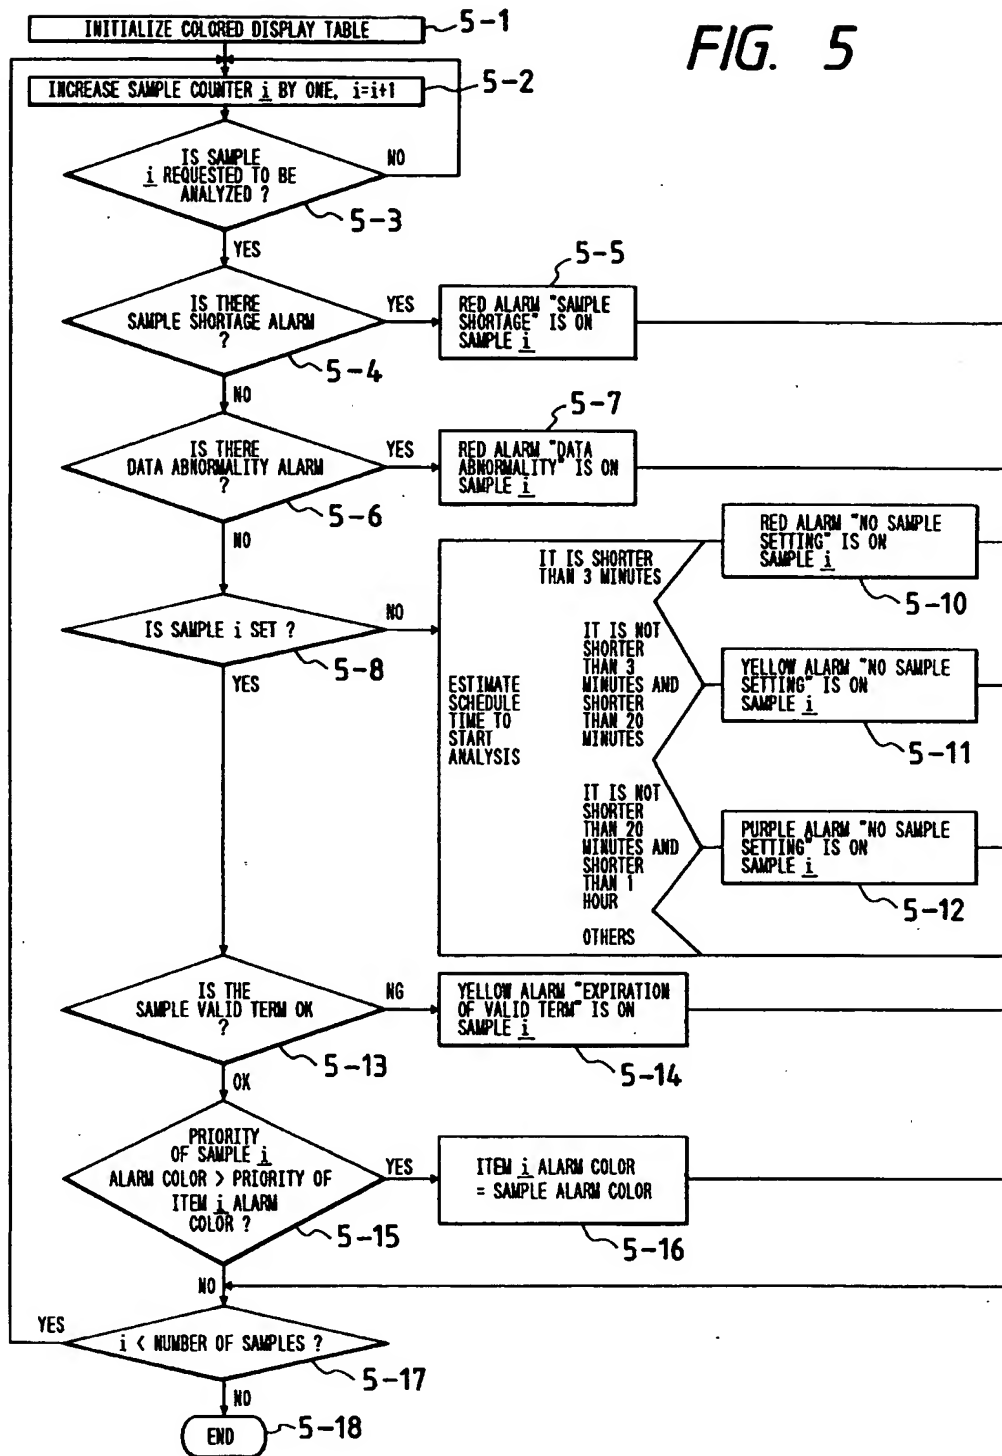 FIG. 5
INITIALIZE COLORED DISPLAY TABLE
5-1
INCREASE SAMPLE COUNTER i BY ONE, i=i+1
5-2
IS SAMPLE
i REQUESTED TO BE
ANALYZED ?
NO
5-3
YES
IS THERE
SAMPLE SHORTAGE ALARM
?
YES
5-4
NO
5-5
RED ALARM "SAMPLE
SHORTAGE" IS ON
SAMPLE i
IS THERE
DATA ABNORMALITY ALARM
?
YES
5-6
NO
5-7
RED ALARM "DATA
ABNORMALITY" IS ON
SAMPLE i
IS SAMPLE i SET ?
NO
5-8
YES
ESTIMATE
SCHEDULE
TIME TO
START
ANALYSIS
IT IS SHORTER
THAN 3 MINUTES
RED ALARM "NO SAMPLE
SETTING" IS ON
SAMPLE i
5-10
IT IS NOT
SHORTER
THAN 3
MINUTES AND
SHORTER
THAN 20
MINUTES
YELLOW ALARM "NO SAMPLE
SETTING" IS ON
SAMPLE i
5-11
IT IS NOT
SHORTER
THAN 20
MINUTES AND
SHORTER
THAN 1
HOUR
PURPLE ALARM "NO SAMPLE
SETTING" IS ON
SAMPLE i
5-12
OTHERS
IS THE
SAMPLE VALID TERM OK
?
NG
5-13
OK
YELLOW ALARM "EXPIRATION
OF VALID TERM" IS ON
SAMPLE i
5-14
PRIORITY
OF SAMPLE i
ALARM COLOR > PRIORITY OF
ITEM i ALARM
COLOR ?
YES
5-15
NO
ITEM i ALARM COLOR
= SAMPLE ALARM COLOR
5-16
YES
i < NUMBER OF SAMPLES ?
5-17
NO
END
5-18